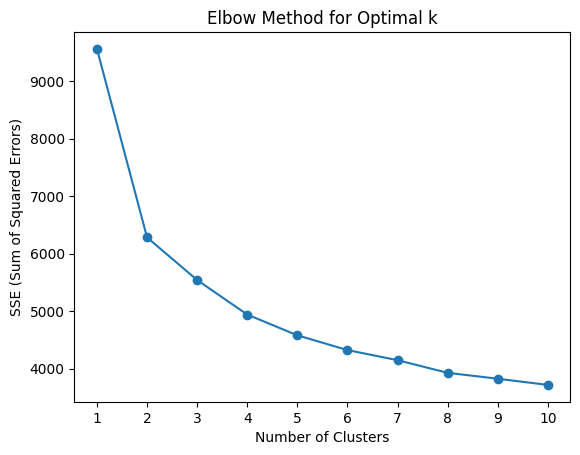 Elbow Method for Optimal k
SSE (Sum of Squared Errors)
9000
8000
7000
6000
5000
4000
1 2 3 4 5 6 7 8 9 10
Number of Clusters